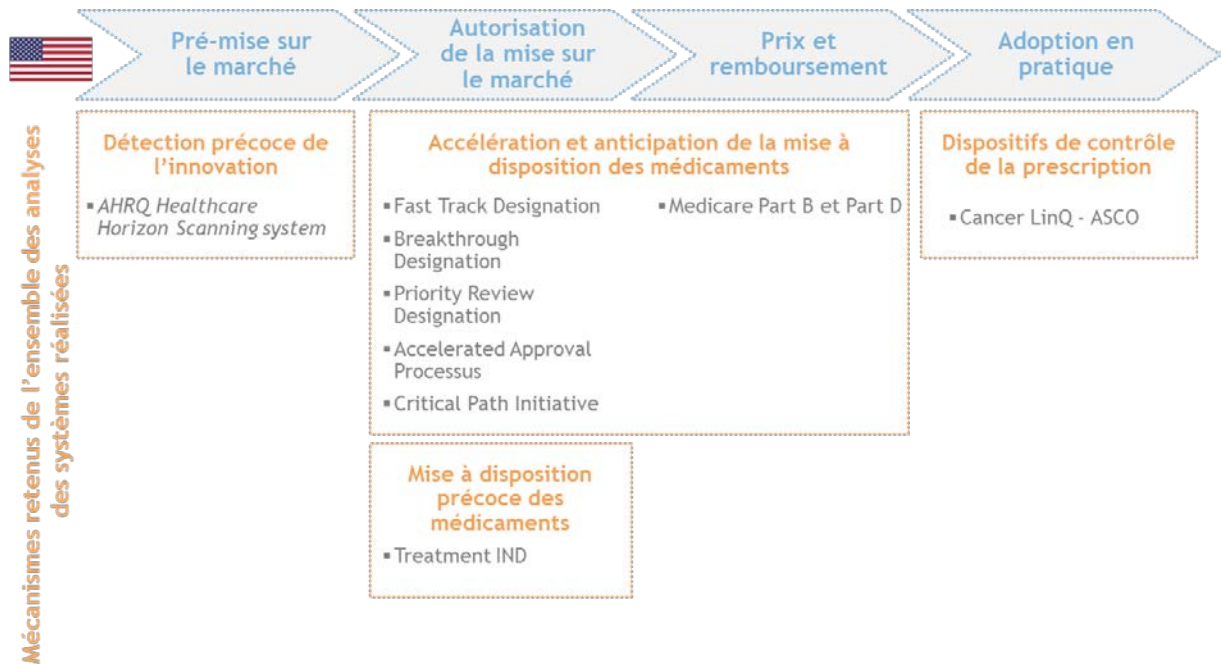 Pré-mise sur
le marché
Autorisation
de la mise sur
le marché
Prix et
remboursement
Adoption en
pratique
Mécanismes retenus de l'ensemble des analyses
des systèmes réalisées
Détection précoce de
l'innovation
▪ AHRQ Healthcare
Horizon Scanning system
Accélération et anticipation de la mise à
disposition des médicaments
▪ Fast Track Designation
▪ Breakthrough
Designation
▪ Priority Review
Designation
▪ Accelerated Approval
Processus
▪ Critical Path Initiative
▪ Medicare Part B et Part D
Dispositifs de contrôle
de la prescription
▪ Cancer LinQ - ASCO
Mise à disposition
précoce des
médicaments
▪ Treatment IND